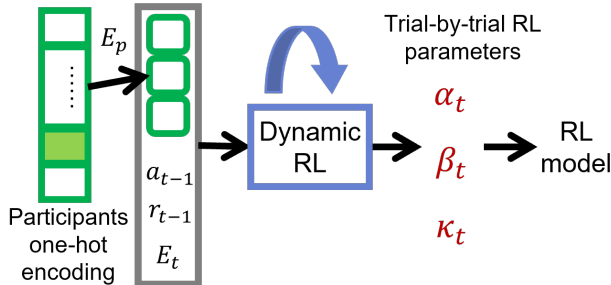 E_p
Participants
one-hot
encoding
a_{t−1}
r_{t−1}
E_t
Dynamic
RL
Trial-by-trial RL
parameters
α_t
β_t
κ_t
RL
model